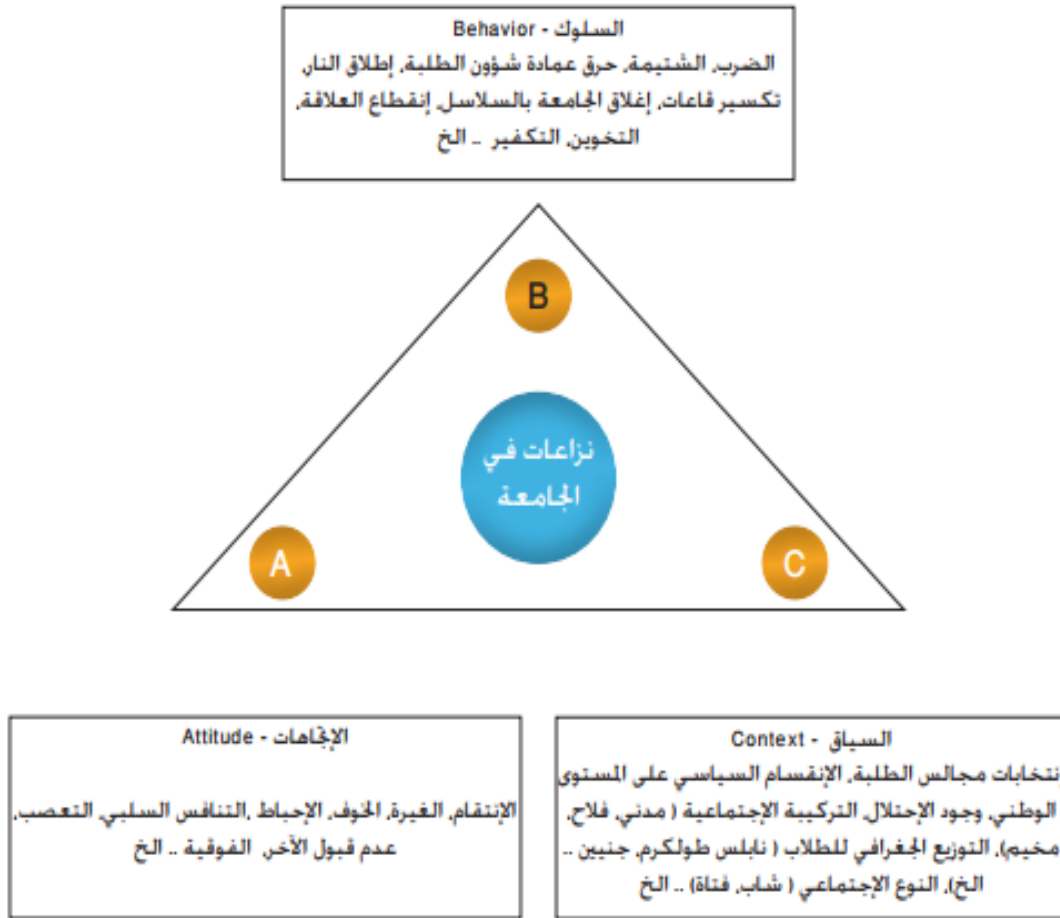 السلوك - Behavior
الضرب، الشتيمة، حرق عمادة شؤون الطلبة، إطلاق النار،
تكسير قاعات، إغلاق الجامعة بالسلاسل، إنقطاع العلاقة،
التخوين، التكفير .. الخ
B
نزاعات في
الجامعة
A
C
الإتجاهات - Attitude
الإنتقام، الغيرة، الخوف، الإحباط ،التنافس السلبي، التعصب،
عدم قبول الآخر، الفوقية .. الخ
السياق - Context
نتخابات مجالس الطلبة، الإنقسام السياسي على المستوى
الوطني، وجود الإحتلال، التركيبة الإجتماعية ( مدني، فلاح،
مخيم)، التوزيع الجغرافي للطلاب ( نابلس طولكرم، جنيين ..
الخ)، النوع الإجتماعي ( شاب، فتاة) .. الخ